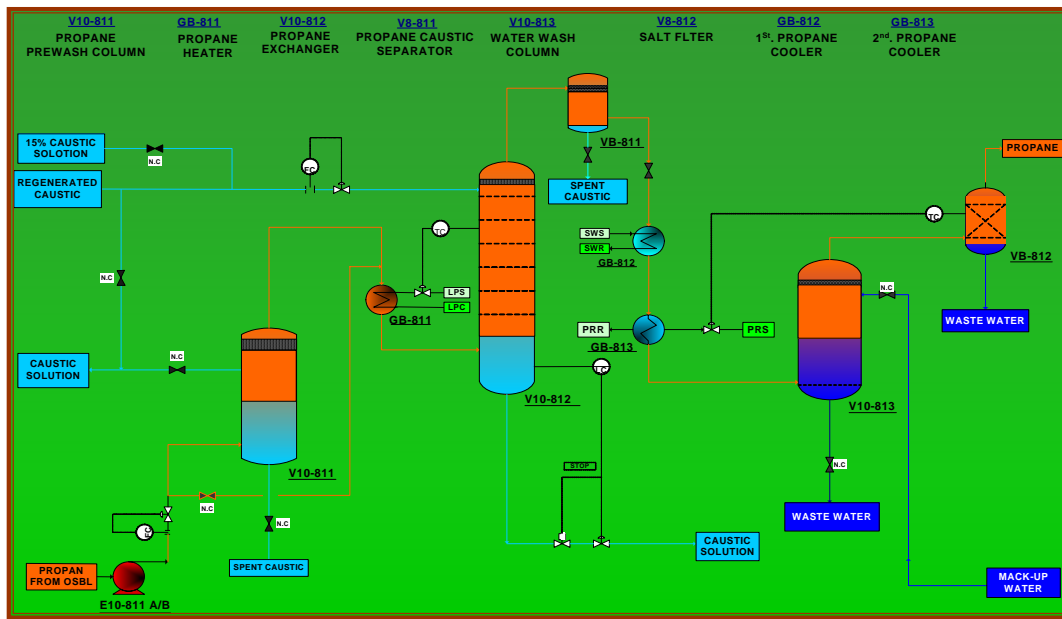 V10-811
GB-811
V10-812
V8-811
V10-813
V8-812
GB-812
GB-813
PROPANE
PREWASH COLUMN
PROPANE
HEATER
PROPANE
EXCHANGER
PROPANE CAUSTIC
SEPARATOR
WATER WASH
COLUMN
SALT FLTER
1St. PROPANE
COOLER
2nd. PROPANE
COOLER
15% CAUSTIC
SOLOTION
N.C
REGENERATED
CAUSTIC
FC
VB-811
SPENT
CAUSTIC
PROPANE
TC
TC
SWS
SWR
GB-812
VB-812
N.C
LPS
LPC
GB-811
N.C
PRR
PRS
GB-813
WASTE WATER
CAUSTIC
SOLUTION
N.C
LC
V10-812
V10-813
V10-811
STOP
N.C
N.C
N.C
WASTE WATER
FC
SPENT CAUSTIC
CAUSTIC
SOLUTION
PROPAN
FROM OSBL
E10-811 A/B
MACK-UP
WATER